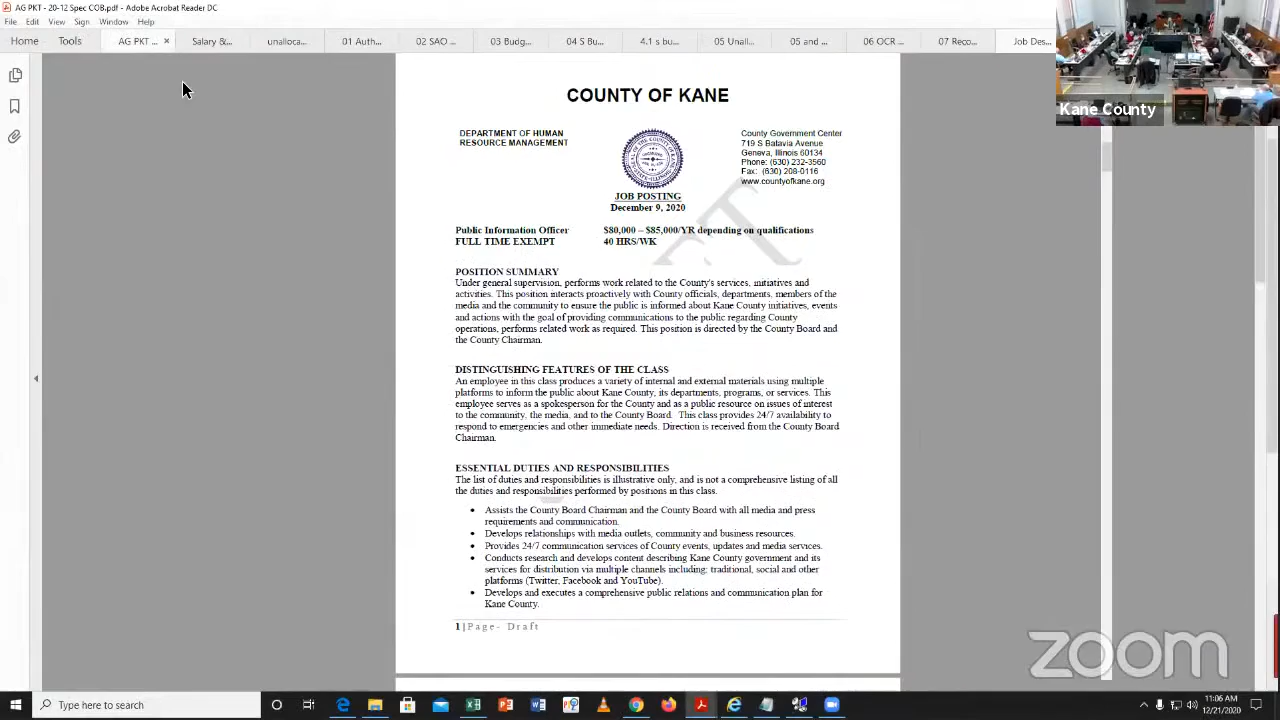 AG PKT - 20-12 Spec COB.pdf - Adobe Acrobat Reader DC
File Edit View Sign Window Help
Home Tools AG PKT ... × Salary &... unalloca... 01 Auth... 02 SAO ... 03 Budg... 04 S Bu... 4.1 s bu... 05 Unall... 05 and ... 06 OCR ... 07 Reco... Job Des...
Kane County
COUNTY OF KANE
DEPARTMENT OF HUMAN
RESOURCE MANAGEMENT
County Government Center
719 S Batavia Avenue
Geneva, Illinois 60134
Phone: (630) 232-3560
Fax: (630) 208-0116
www.countyofkane.org
JOB POSTING
December 9, 2020
Public Information Officer $80,000 – $85,000/YR depending on qualifications
FULL TIME EXEMPT 40 HRS/WK
POSITION SUMMARY
Under general supervision, performs work related to the County's services, initiatives and
activities. This position interacts proactively with County officials, departments, members of the
media and the community to ensure the public is informed about Kane County initiatives, events
and actions with the goal of providing communications to the public regarding County
operations, performs related work as required. This position is directed by the County Board and
the County Chairman.
DISTINGUISHING FEATURES OF THE CLASS
An employee in this class produces a variety of internal and external materials using multiple
platforms to inform the public about Kane County, its departments, programs, or services. This
employee serves as a spokesperson for the County and as a public resource on issues of interest
to the community, the media, and to the County Board. This class provides 24/7 availability to
respond to emergencies and other immediate needs. Direction is received from the County Board
Chairman.
ESSENTIAL DUTIES AND RESPONSIBILITIES
The list of duties and responsibilities is illustrative only, and is not a comprehensive listing of all
the duties and responsibilities performed by positions in this class.
• Assists the County Board Chairman and the County Board with all media and press
requirements and communication.
• Develops relationships with media outlets, community and business resources.
• Provides 24/7 communication services of County events, updates and media services.
• Conducts research and develops content describing Kane County government and its
services for distribution via multiple channels including; traditional, social and other
platforms (Twitter, Facebook and YouTube).
• Develops and executes a comprehensive public relations and communication plan for
Kane County.
1 | Page - Draft
zoom
Type here to search
11:06 AM
12/21/2020